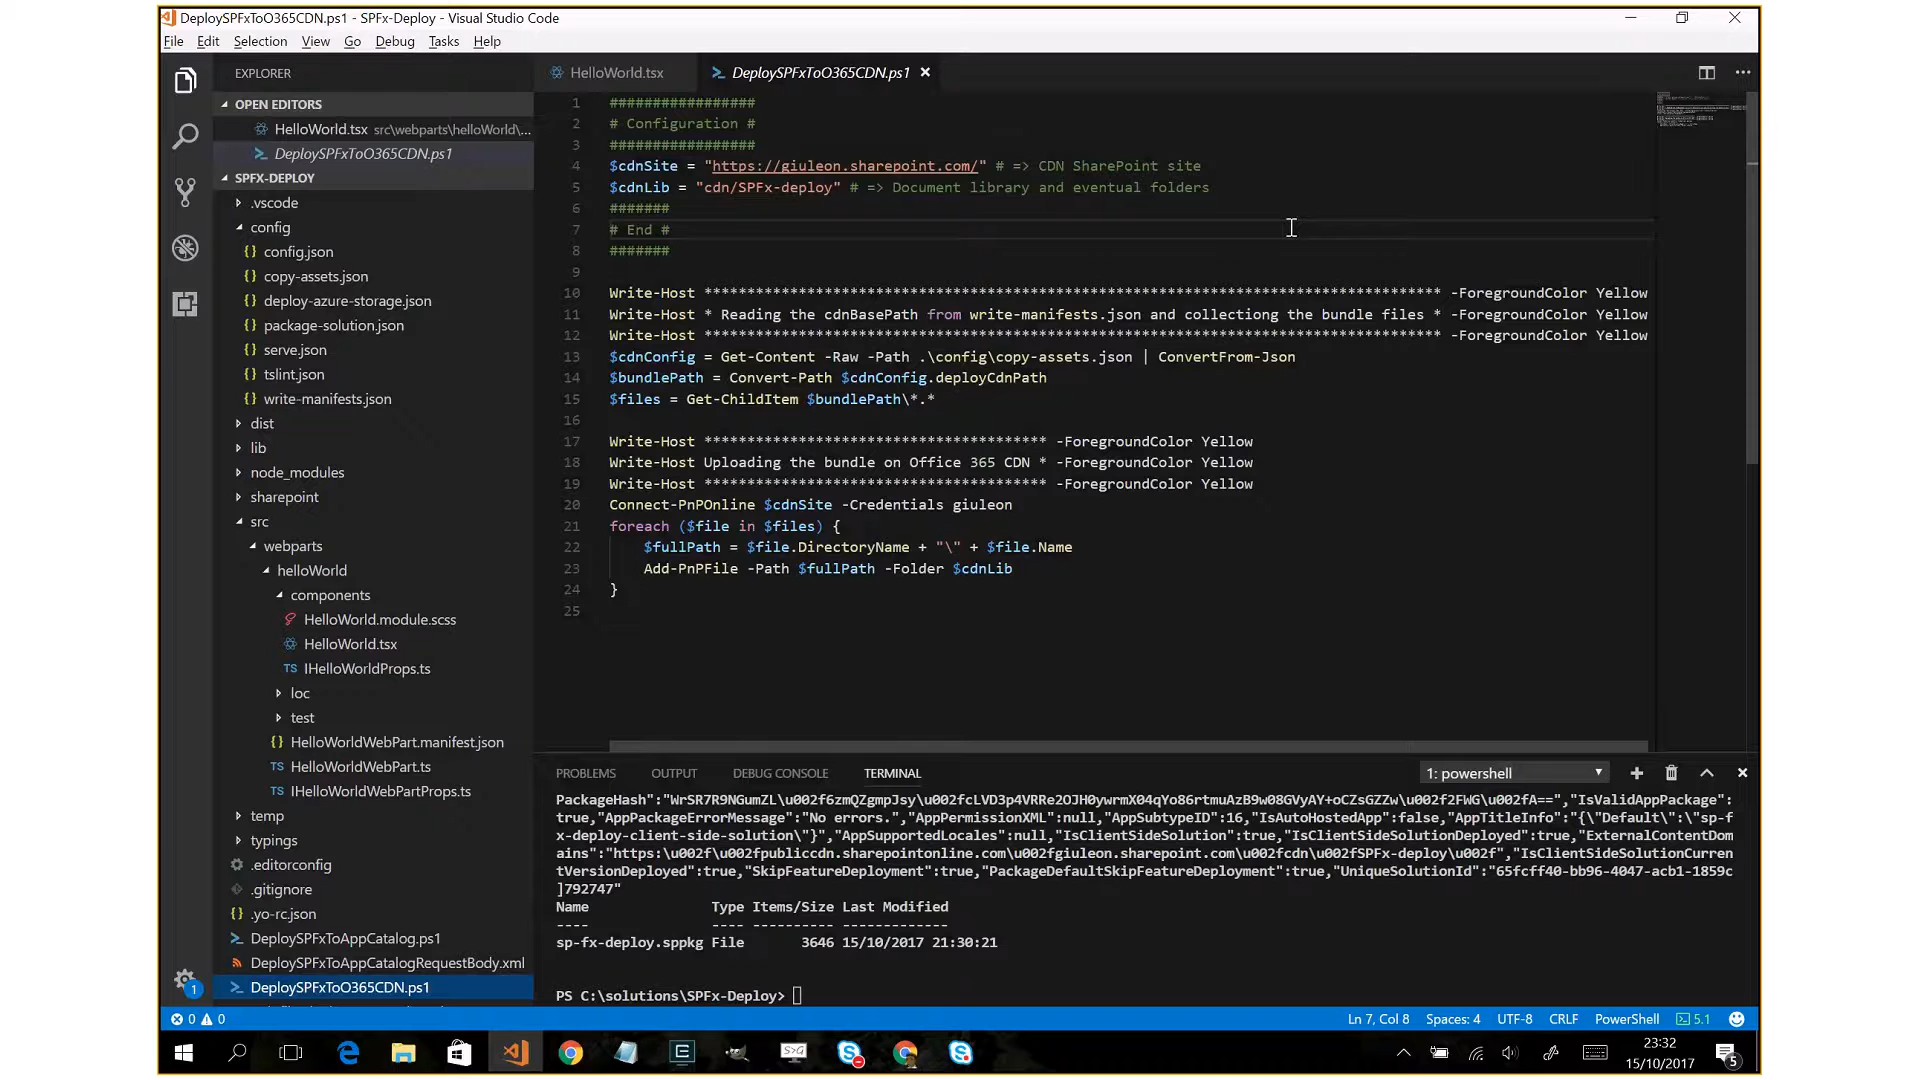 DeploySPFxToO365CDN.ps1 - SPFx-Deploy - Visual Studio Code
File Edit Selection View Go Debug Tasks Help
EXPLORER
OPEN EDITORS
HelloWorld.tsx src\webparts\helloWorld\...
DeploySPFxToO365CDN.ps1
SPFX-DEPLOY
.vscode
config
{} config.json
{} copy-assets.json
{} deploy-azure-storage.json
{} package-solution.json
{} serve.json
{} tslint.json
{} write-manifests.json
dist
lib
node_modules
sharepoint
src
webparts
helloWorld
components
HelloWorld.module.scss
HelloWorld.tsx
TS IHelloWorldProps.ts
loc
test
{} HelloWorldWebPart.manifest.json
TS HelloWorldWebPart.ts
TS IHelloWorldWebPartProps.ts
temp
typings
.editorconfig
.gitignore
{} .yo-rc.json
DeploySPFxToAppCatalog.ps1
DeploySPFxToAppCatalogRequestBody.xml
DeploySPFxToO365CDN.ps1
1
HelloWorld.tsx DeploySPFxToO365CDN.ps1
1 #################
2 # Configuration #
3 #################
4 $cdnSite = "https://giuleon.sharepoint.com/" # => CDN SharePoint site
5 $cdnLib = "cdn/SPFx-deploy" # => Document library and eventual folders
6 #######
7 # End #
8 #######
9
10 Write-Host ************************************************************************************** -ForegroundColor Yellow
11 Write-Host * Reading the cdnBasePath from write-manifests.json and collectiong the bundle files * -ForegroundColor Yellow
12 Write-Host ************************************************************************************** -ForegroundColor Yellow
13 $cdnConfig = Get-Content -Raw -Path .\config\copy-assets.json | ConvertFrom-Json
14 $bundlePath = Convert-Path $cdnConfig.deployCdnPath
15 $files = Get-ChildItem $bundlePath\*.*
16
17 Write-Host **************************************** -ForegroundColor Yellow
18 Write-Host Uploading the bundle on Office 365 CDN * -ForegroundColor Yellow
19 Write-Host **************************************** -ForegroundColor Yellow
20 Connect-PnPOnline $cdnSite -Credentials giuleon
21 foreach ($file in $files) {
22 $fullPath = $file.DirectoryName + "\" + $file.Name
23 Add-PnPFile -Path $fullPath -Folder $cdnLib
24 }
25
PROBLEMS OUTPUT DEBUG CONSOLE TERMINAL 1: powershell
PackageHash":"WrSR7R9NGumZL\u002f6zmQZgmpJsy\u002fcLVD3p4VRRe2OJH0ywrmX04qYo86rtmuAzB9w08GVyAY+oCZsGZZw\u002f2FWG\u002fA==","IsValidAppPackage":
true,"AppPackageErrorMessage":"No errors.","AppPermissionXML":null,"AppSubtypeID":16,"IsAutoHostedApp":false,"AppTitleInfo":"{\"Default\":\"sp-f
x-deploy-client-side-solution\"}","AppSupportedLocales":null,"IsClientSideSolution":true,"IsClientSideSolutionDeployed":true,"ExternalContentDom
ains":"https:\u002f\u002fpubliccdn.sharepointonline.com\u002fgiuleon.sharepoint.com\u002fcdn\u002fSPFx-deploy\u002f","IsClientSideSolutionCurren
tVersionDeployed":true,"SkipFeatureDeployment":true,"PackageDefaultSkipFeatureDeployment":true,"UniqueSolutionId":"65fcff40-bb96-4047-acb1-1859c
]792747"
Name Type Items/Size Last Modified
---- ---- ---------- -------------
sp-fx-deploy.sppkg File 3646 15/10/2017 21:30:21
PS C:\solutions\SPFx-Deploy>
0 0 Ln 7, Col 8 Spaces: 4 UTF-8 CRLF PowerShell 5.1
23:32
15/10/2017
5